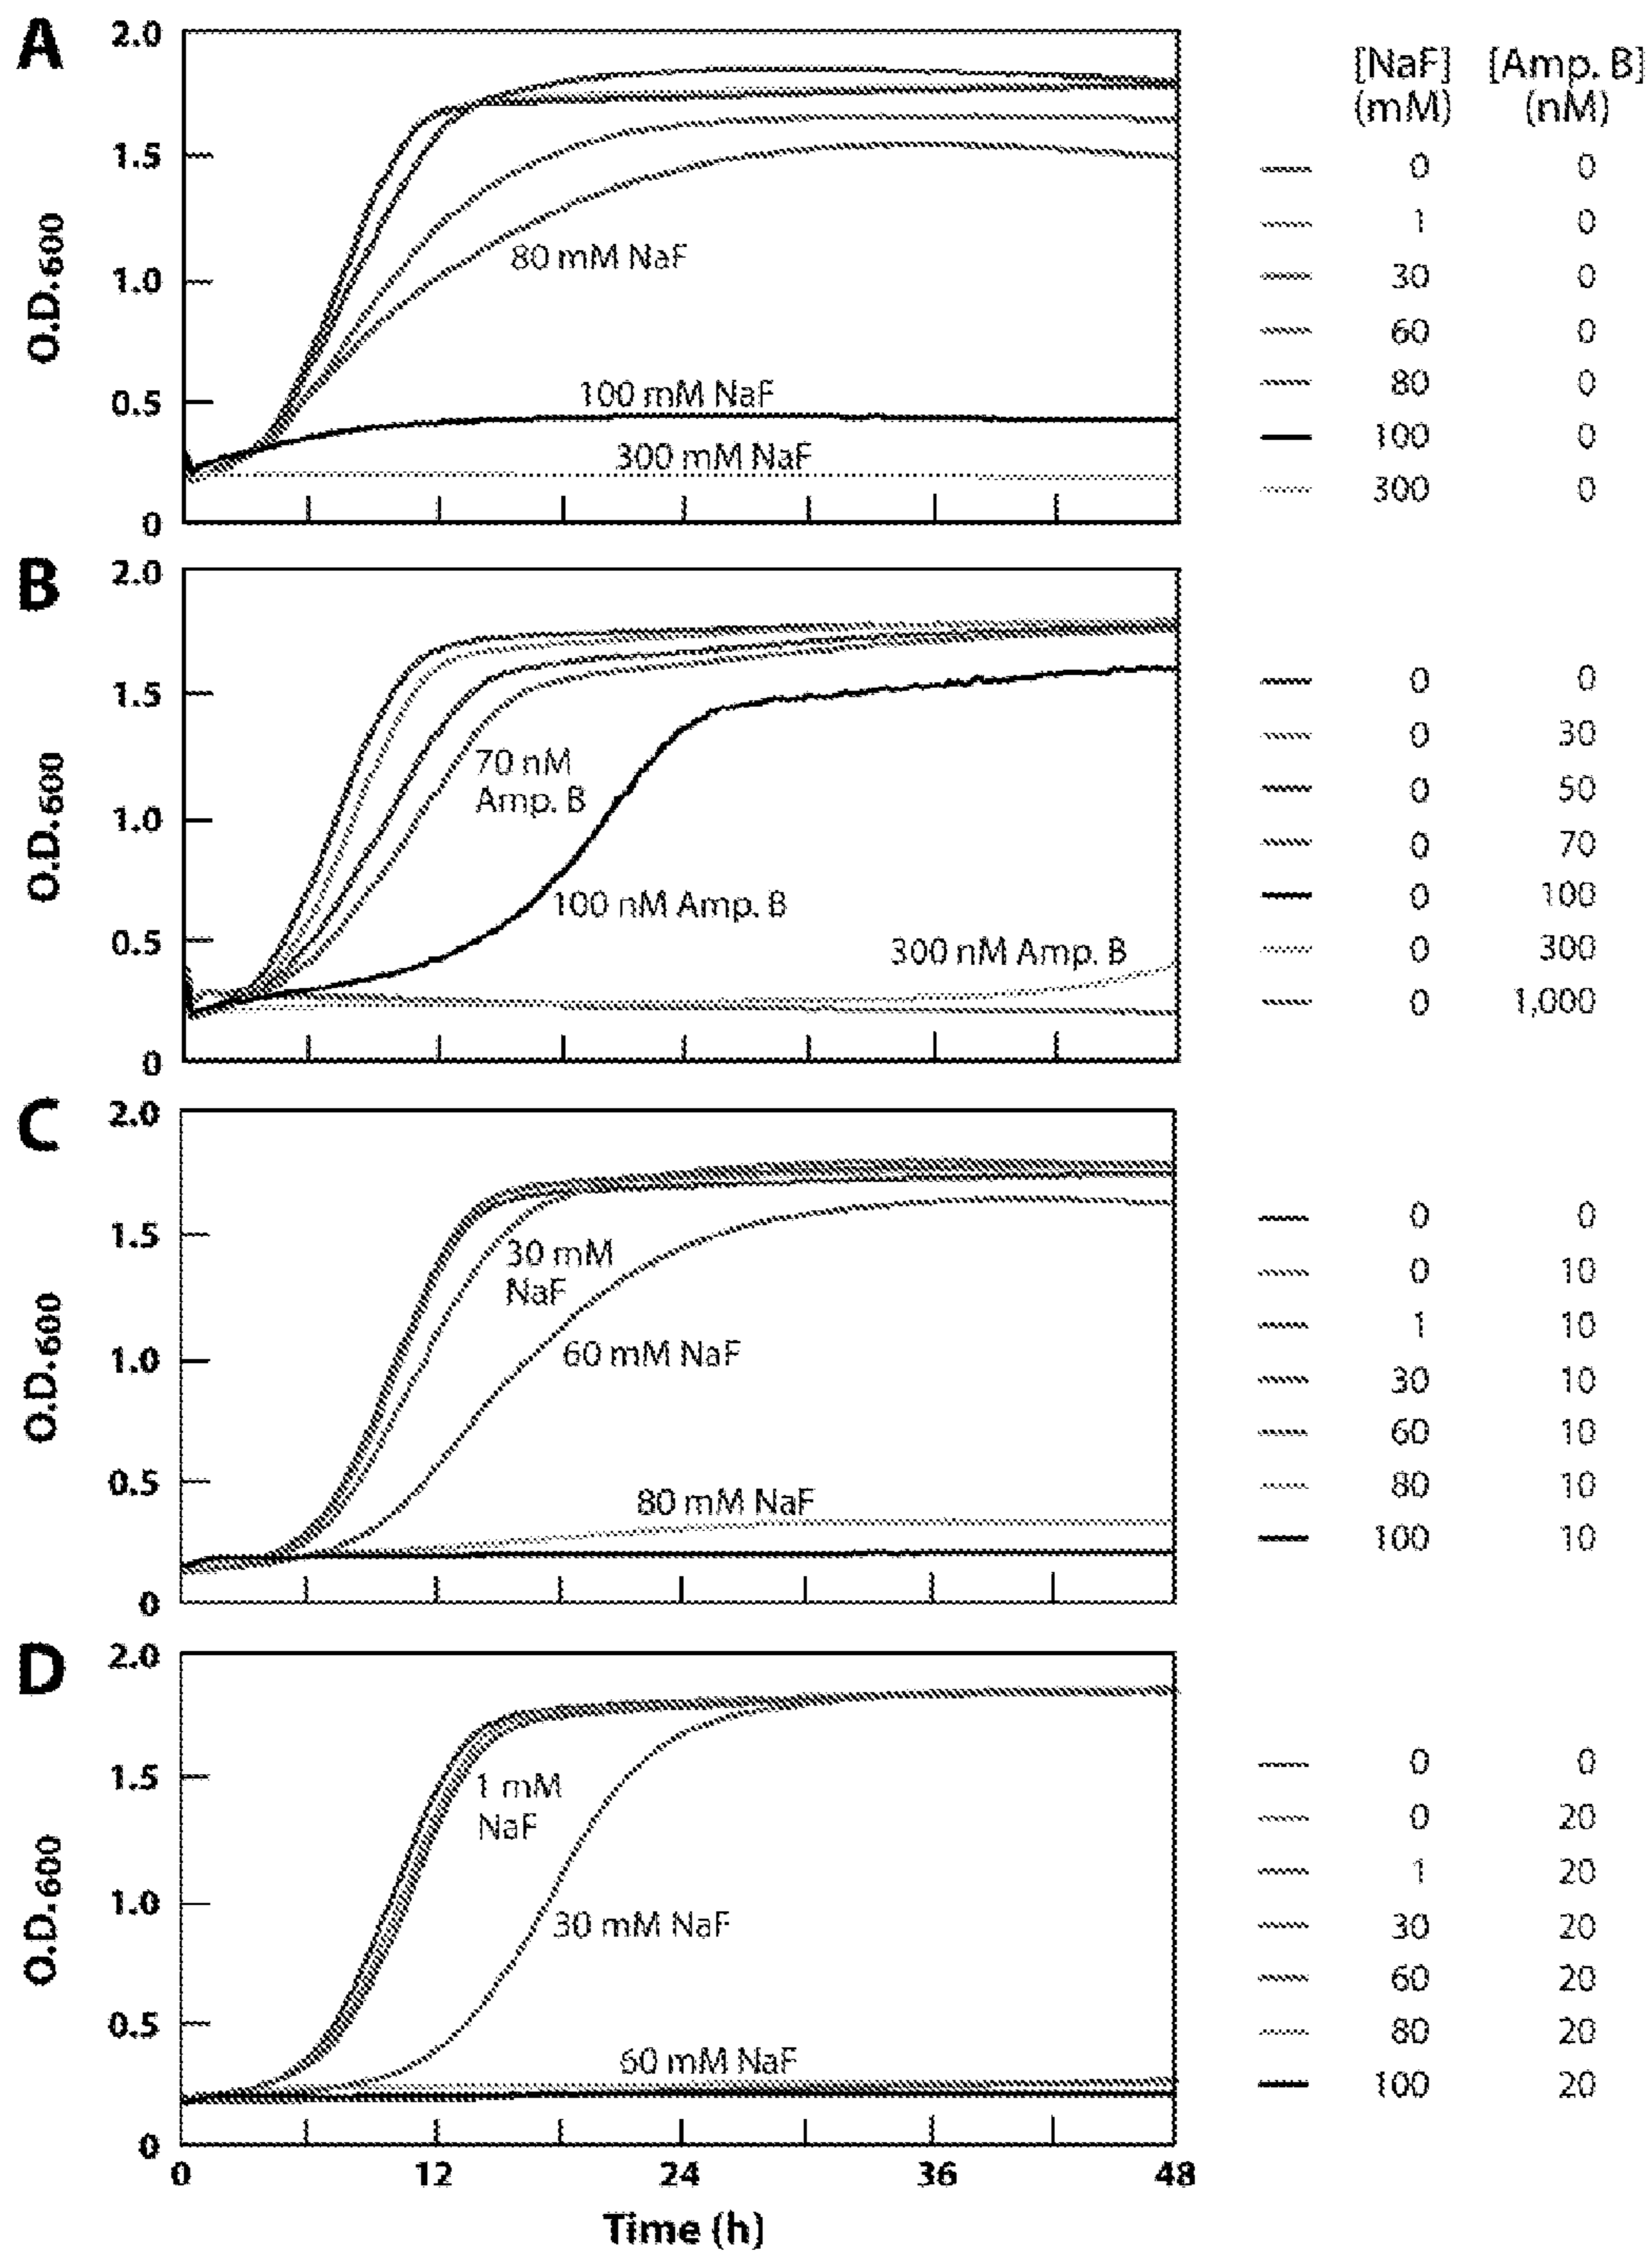 A
2.0
1.5
1.0
0.5
0
O.D.600
80 mM NaF
100 mM NaF
300 mM NaF
[NaF] [Amp. B]
(mM) (nM)
0 0
1 0
30 0
60 0
80 0
100 0
300 0
B
2.0
1.5
1.0
0.5
0
O.D.600
70 nM
Amp. B
100 nM Amp. B
300 nM Amp. B
0 0
0 30
0 50
0 70
0 100
0 300
0 1,000
C
2.0
1.5
1.0
0.5
0
O.D.600
30 mM
NaF
60 mM NaF
80 mM NaF
0 0
0 10
1 10
30 10
60 10
80 10
100 10
D
2.0
1.5
1.0
0.5
0
O.D.600
1 mM
NaF
30 mM NaF
60 mM NaF
0 0
0 20
1 20
30 20
60 20
80 20
100 20
0 12 24 36 48
Time (h)